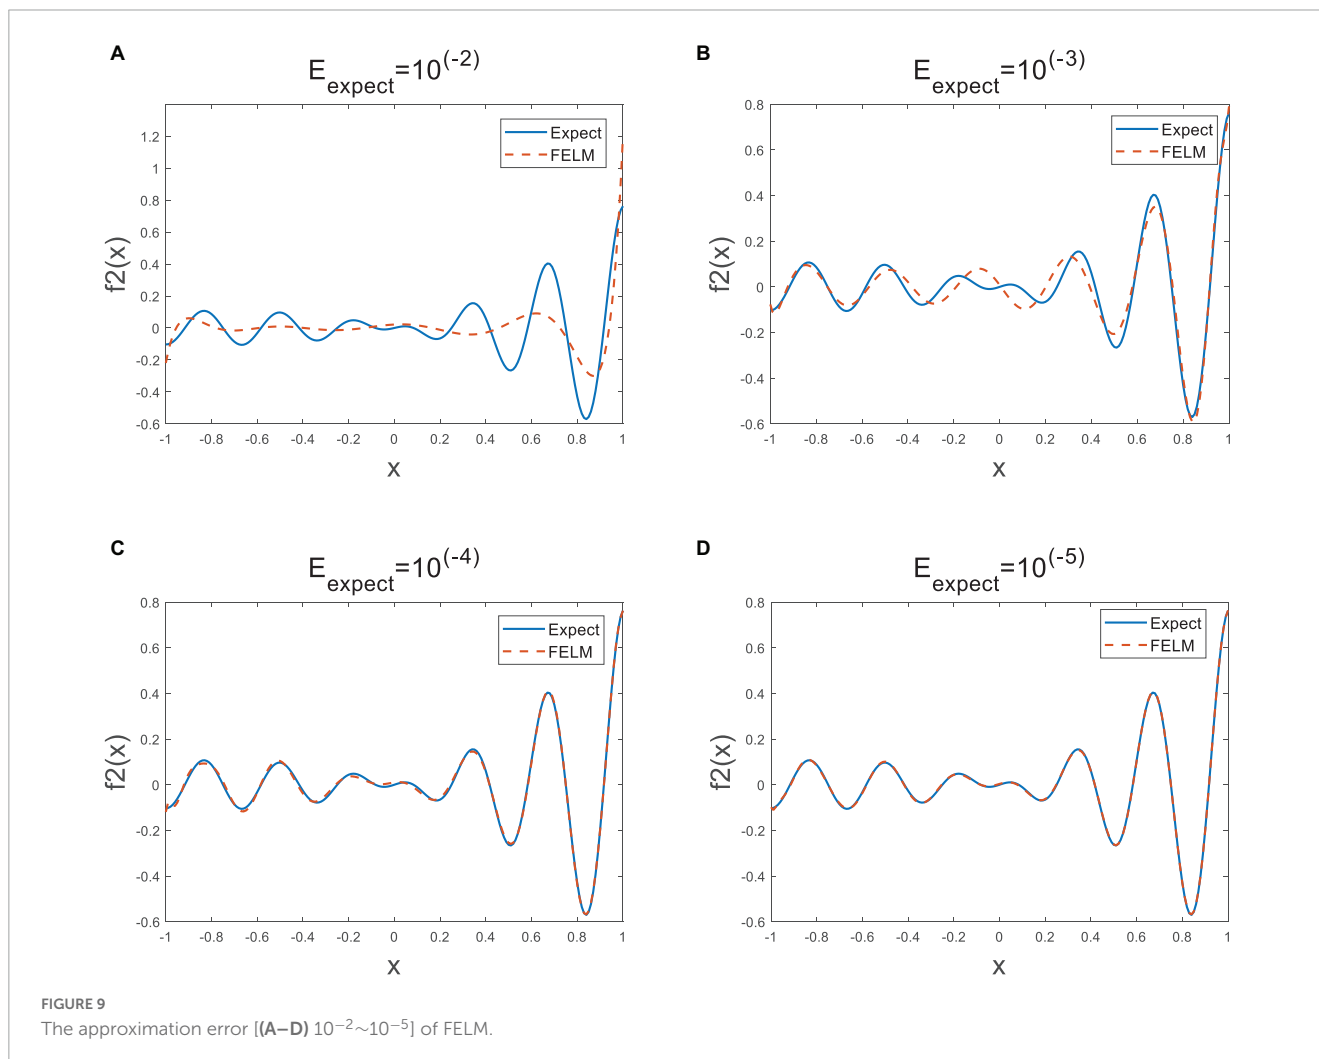 A
E_expect=10^(-2)
1.2
1
0.8
0.6
0.4
0.2
0
-0.2
-0.4
-0.6
f2(x)
Expect
FELM
-1 -0.8 -0.6 -0.4 -0.2 0 0.2 0.4 0.6 0.8 1
x
B
E_expect=10^(-3)
0.8
0.6
0.4
0.2
0
-0.2
-0.4
-0.6
f2(x)
Expect
FELM
-1 -0.8 -0.6 -0.4 -0.2 0 0.2 0.4 0.6 0.8 1
x
C
E_expect=10^(-4)
0.8
0.6
0.4
0.2
0
-0.2
-0.4
-0.6
f2(x)
Expect
FELM
-1 -0.8 -0.6 -0.4 -0.2 0 0.2 0.4 0.6 0.8 1
x
D
E_expect=10^(-5)
0.8
0.6
0.4
0.2
0
-0.2
-0.4
-0.6
f2(x)
Expect
FELM
-1 -0.8 -0.6 -0.4 -0.2 0 0.2 0.4 0.6 0.8 1
x
FIGURE 9
The approximation error [(A–D) 10⁻²∼10⁻⁵] of FELM.